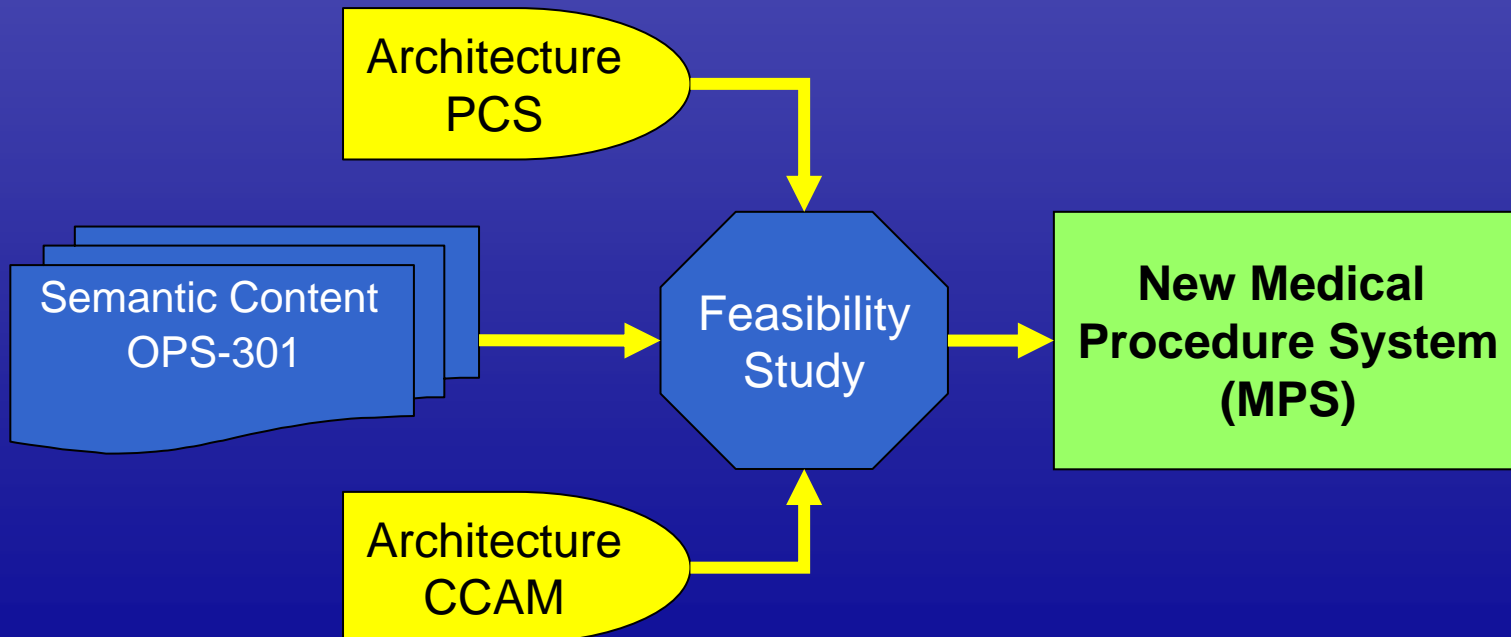 Architecture
PCS
Semantic Content
OPS-301
Feasibility
Study
New Medical
Procedure System
(MPS)
Architecture
CCAM